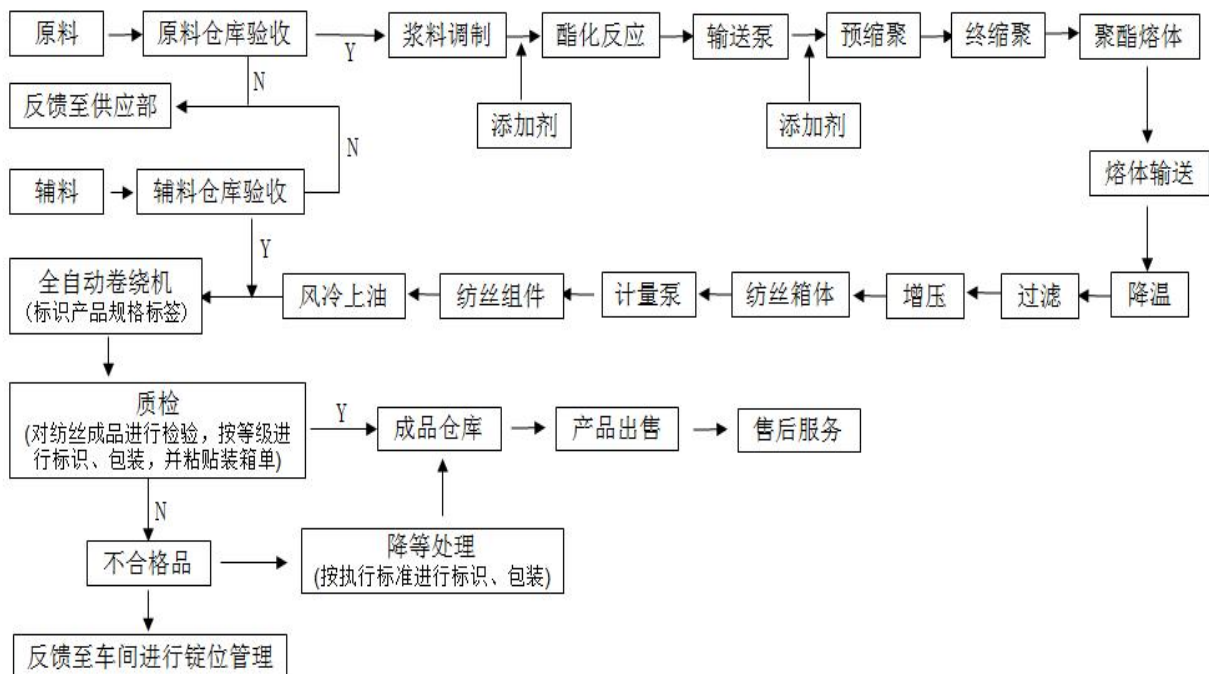 原料
原料仓库验收
Y
浆料调制
酯化反应
输送泵
预缩聚
终缩聚
聚酯熔体
N
反馈至供应部
添加剂
添加剂
N
辅料
辅料仓库验收
熔体输送
Y
全自动卷绕机
（标识产品规格标签）
风冷上油
纺丝组件
计量泵
纺丝箱体
增压
过滤
降温
质检
(对纺丝成品进行检验，按等级进
行标识、包装，并粘贴装箱单)
Y
成品仓库
产品出售
售后服务
N
不合格品
降等处理
(按执行标准进行标识、包装)
反馈至车间进行锭位管理